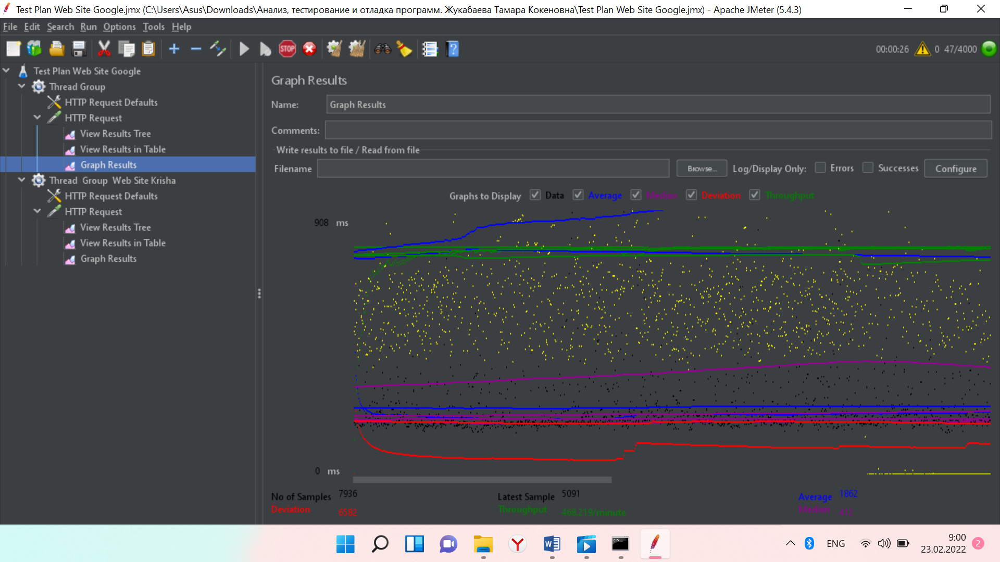 Test Plan Web Site Google.jmx (C:\Users\Asus\Downloads\Анализ, тестирование и отладка программ. Жукабаева Тамара Кокеновна\Test Plan Web Site Google.jmx) - Apache JMeter (5.4.3)
File Edit Search Run Options Tools Help
STOP 00:00:26 0 47/4000
Test Plan Web Site Google
Thread Group
HTTP Request Defaults
HTTP Request
View Results Tree
View Results in Table
Graph Results
Thread Group Web Site Krisha
HTTP Request Defaults
HTTP Request
View Results Tree
View Results in Table
Graph Results
Graph Results
Name: Graph Results
Comments:
Write results to file / Read from file
Filename Browse... Log/Display Only: Errors Successes Configure
Graphs to Display Data Average Median Deviation Throughput
908 ms
0 ms
No of Samples 7936 Latest Sample 5091 Average 1862
Deviation 6582 Throughput 468,219/minute Median 412
ENG 9:00 2
23.02.2022